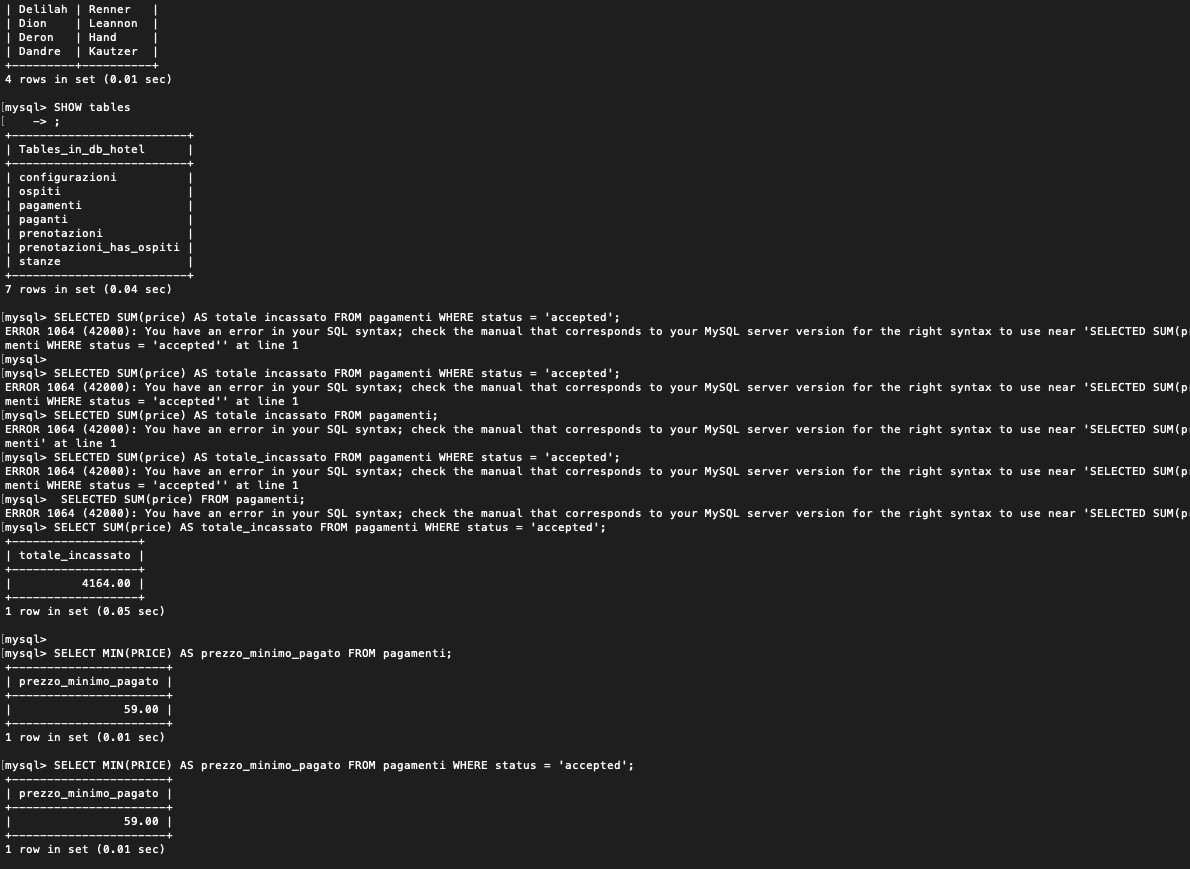 | Delilah | Renner   |
| Dion    | Leannon  |
| Deron   | Hand     |
| Dandre  | Kautzer  |
+---------+----------+
4 rows in set (0.01 sec)
[mysql> SHOW tables
[    -> ;
+-------------------------+
| Tables_in_db_hotel      |
+-------------------------+
| configurazioni          |
| ospiti                  |
| pagamenti               |
| paganti                 |
| prenotazioni            |
| prenotazioni_has_ospiti |
| stanze                  |
+-------------------------+
7 rows in set (0.04 sec)
[mysql> SELECTED SUM(price) AS totale incassato FROM pagamenti WHERE status = 'accepted';
ERROR 1064 (42000): You have an error in your SQL syntax; check the manual that corresponds to your MySQL server version for the right syntax to use near 'SELECTED SUM(p
menti WHERE status = 'accepted'' at line 1
[mysql>
[mysql> SELECTED SUM(price) AS totale incassato FROM pagamenti WHERE status = 'accepted';
ERROR 1064 (42000): You have an error in your SQL syntax; check the manual that corresponds to your MySQL server version for the right syntax to use near 'SELECTED SUM(p
menti WHERE status = 'accepted'' at line 1
[mysql> SELECTED SUM(price) AS totale incassato FROM pagamenti;
ERROR 1064 (42000): You have an error in your SQL syntax; check the manual that corresponds to your MySQL server version for the right syntax to use near 'SELECTED SUM(p
menti' at line 1
[mysql> SELECTED SUM(price) AS totale_incassato FROM pagamenti WHERE status = 'accepted';
ERROR 1064 (42000): You have an error in your SQL syntax; check the manual that corresponds to your MySQL server version for the right syntax to use near 'SELECTED SUM(p
menti WHERE status = 'accepted'' at line 1
[mysql>  SELECTED SUM(price) FROM pagamenti;
ERROR 1064 (42000): You have an error in your SQL syntax; check the manual that corresponds to your MySQL server version for the right syntax to use near 'SELECTED SUM(p
[mysql> SELECT SUM(price) AS totale_incassato FROM pagamenti WHERE status = 'accepted';
+------------------+
| totale_incassato |
+------------------+
|          4164.00 |
+------------------+
1 row in set (0.05 sec)
[mysql>
[mysql> SELECT MIN(PRICE) AS prezzo_minimo_pagato FROM pagamenti;
+----------------------+
| prezzo_minimo_pagato |
+----------------------+
|                59.00 |
+----------------------+
1 row in set (0.01 sec)
[mysql> SELECT MIN(PRICE) AS prezzo_minimo_pagato FROM pagamenti WHERE status = 'accepted';
+----------------------+
| prezzo_minimo_pagato |
+----------------------+
|                59.00 |
+----------------------+
1 row in set (0.01 sec)